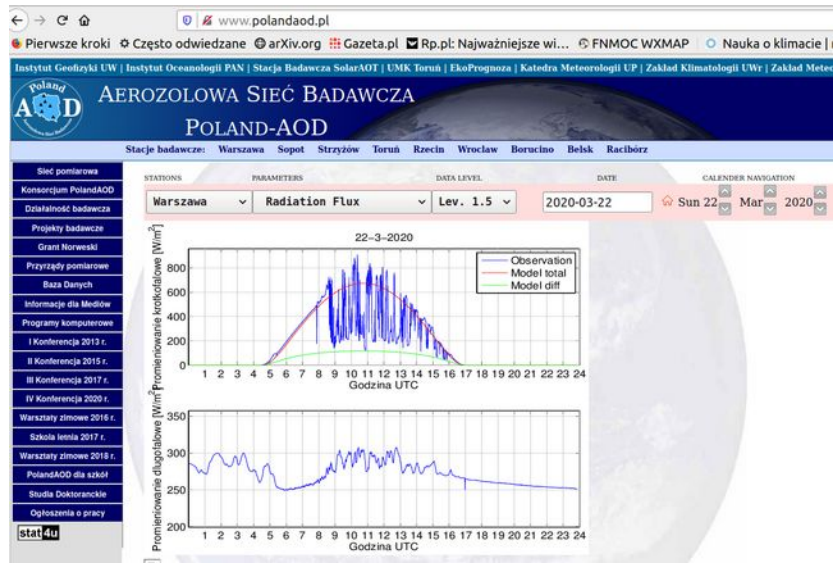 www.polandaod.pl
Pierwsze kroki Często odwiedzane arXiv.org Gazeta.pl Rp.pl: Najważniejsze wi... FNMOC WXMAP Nauka o klimacie |
Instytut Geofizyki UW | Instytut Oceanologii PAN | Stacja Badawcza SolarAOT | UMK Toruń | EkoPrognoza | Katedra Meteorologii UP | Zakład Klimatologii UWr | Zakład Meteo
Poland
AOD
AEROZOLOWA SIEĆ BADAWCZA
POLAND-AOD
Stacje badawcze: Warszawa Sopot Strzyżów Toruń Rzecin Wroclaw Borucino Belsk Racibórz
Sieć pomiarowa
Konsorcjum PolandAOD
Działalność badawcza
Projekty badawcze
Grant Norweski
Przyrządy pomiarowe
Baza Danych
Informacje dla Mediów
Programy komputerowe
I Konferencja 2013 r.
II Konferencja 2015 r.
III Konferencja 2017 r.
IV Konferencja 2020 r.
Warsztaty zimowe 2016 r.
Szkola letnia 2017 r.
Warsztaty zimowe 2018 r.
PolandAOD dla szkół
Studia Doktoranckie
Ogłoszenia o pracy
stat4u
STATIONS PARAMETERS DATA LEVEL DATE CALENDER NAVIGATION
Warszawa Radiation Flux Lev. 1.5 2020-03-22 Sun 22 Mar 2020
22-3-2020
Promieniowanie krotkofalowe [W/m²]
800
600
400
200
0
Observation
Model total
Model diff
1 2 3 4 5 6 7 8 9 10 11 12 13 14 15 16 17 18 19 20 21 22 23 24
Godzina UTC
Promieniowanie dlugofalowe [W/m²]
350
300
250
200
1 2 3 4 5 6 7 8 9 10 11 12 13 14 15 16 17 18 19 20 21 22 23 24
Godzina UTC